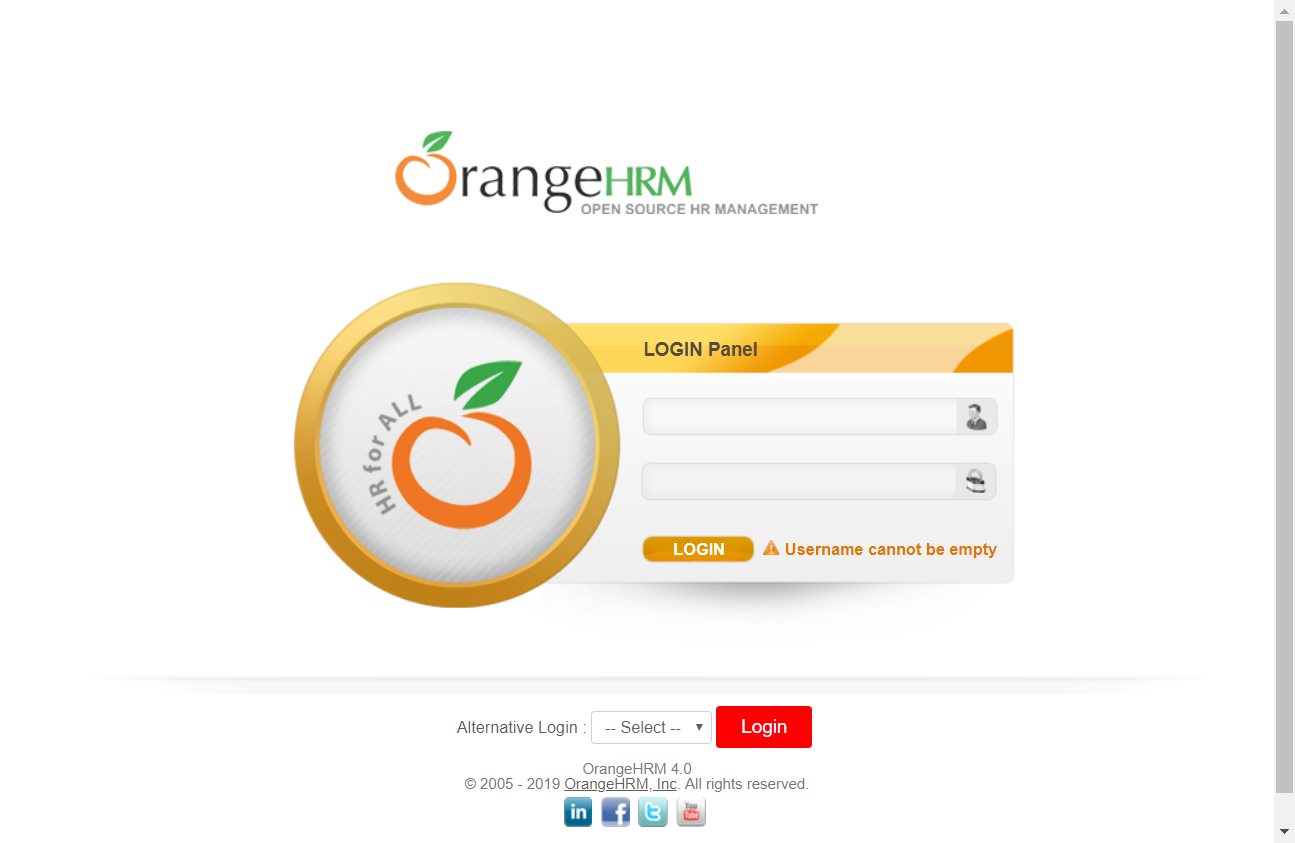 OrangeHRM
OPEN SOURCE HR MANAGEMENT
HR for ALL
LOGIN Panel
LOGIN Username cannot be empty
Alternative Login : -- Select -- Login
OrangeHRM 4.0
© 2005 - 2019 OrangeHRM, Inc. All rights reserved.
in f t You Tube